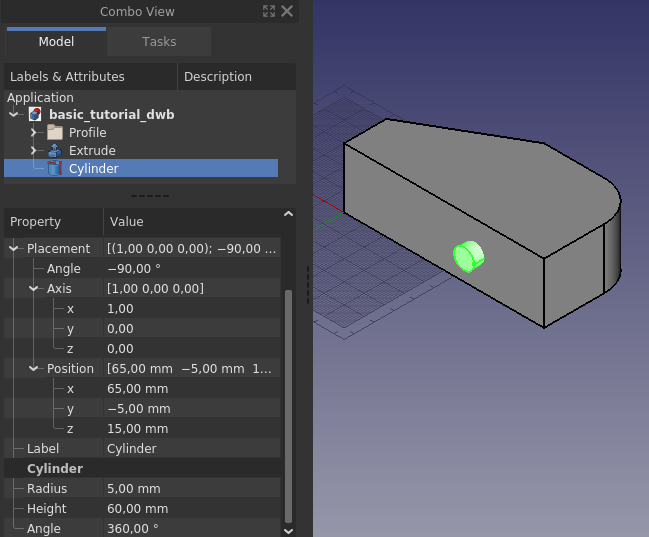 Combo View
Model Tasks
Labels & Attributes Description
Application
basic_tutorial_dwb
Profile
Extrude
Cylinder
Property Value
Placement [(1,00 0,00 0,00); −90,00 ...
Angle −90,00 °
Axis [1,00 0,00 0,00]
x 1,00
y 0,00
z 0,00
Position [65,00 mm −5,00 mm 1...
x 65,00 mm
y −5,00 mm
z 15,00 mm
Label Cylinder
Cylinder
Radius 5,00 mm
Height 60,00 mm
Angle 360,00 °